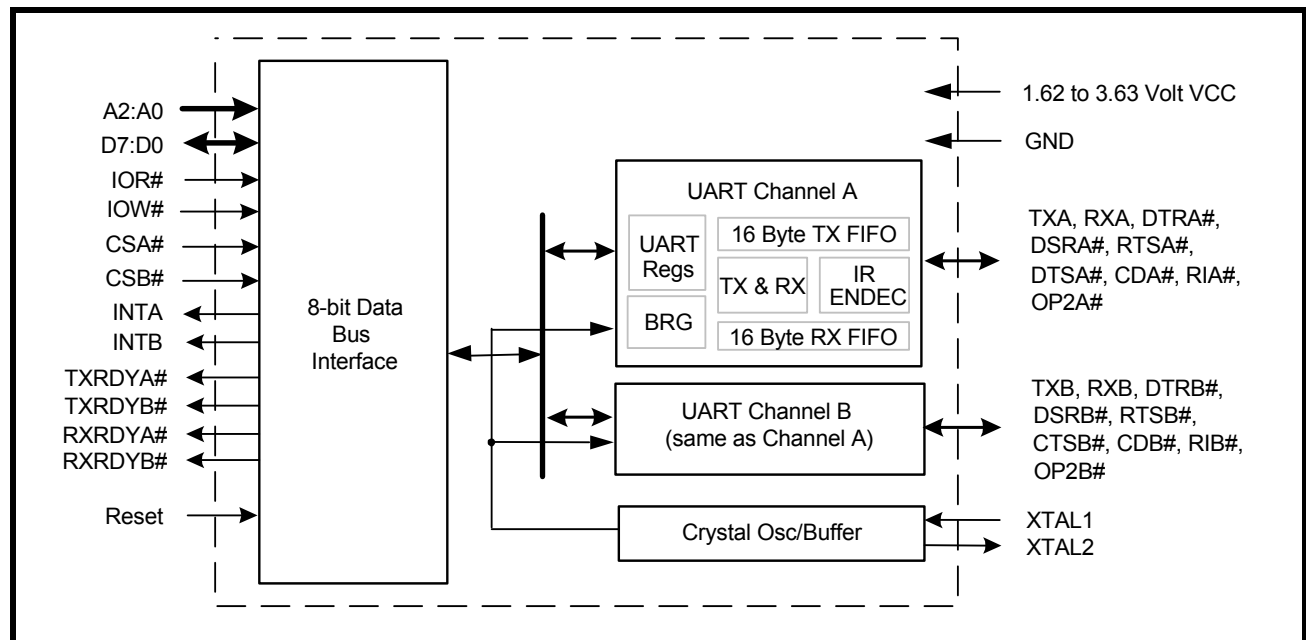 A2:A0
D7:D0
IOR#
IOW#
CSA#
CSB#
INTA
INTB
TXRDYA#
TXRDYB#
RXRDYA#
RXRDYB#
Reset
8-bit Data
Bus
Interface
UART Channel A
UART
Regs
BRG
16 Byte TX FIFO
TX & RX
IR
ENDEC
16 Byte RX FIFO
UART Channel B
(same as Channel A)
Crystal Osc/Buffer
1.62 to 3.63 Volt VCC
GND
TXA, RXA, DTRA#,
DSRA#, RTSA#,
DTSA#, CDA#, RIA#,
OP2A#
TXB, RXB, DTRB#,
DSRB#, RTSB#,
CTSB#, CDB#, RIB#,
OP2B#
XTAL1
XTAL2